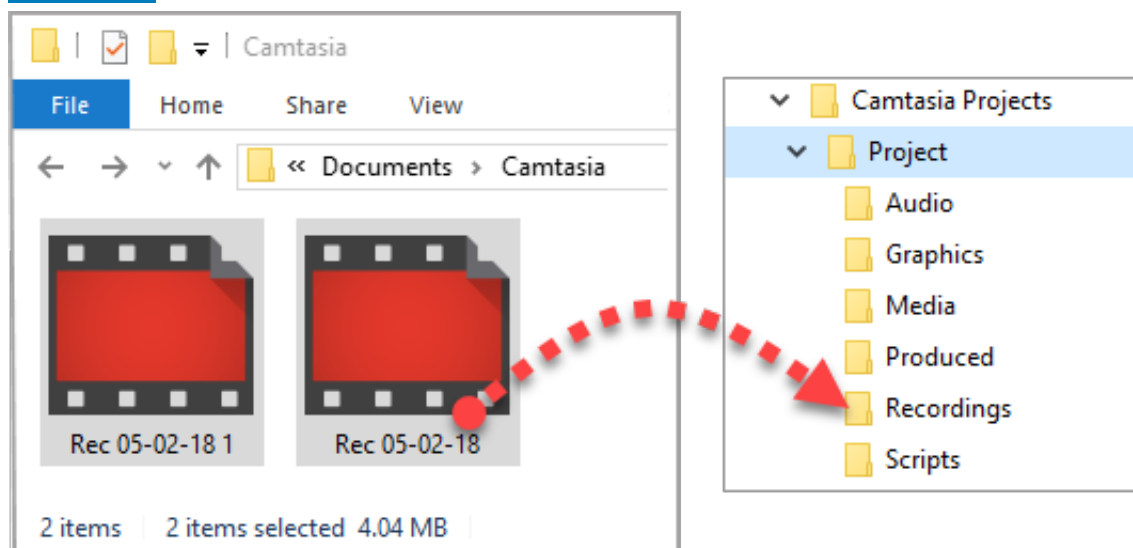 Camtasia
File Home Share View
« Documents > Camtasia
Rec 05-02-18 1 Rec 05-02-18
2 items 2 items selected 4.04 MB
Camtasia Projects
Project
Audio
Graphics
Media
Produced
Recordings
Scripts